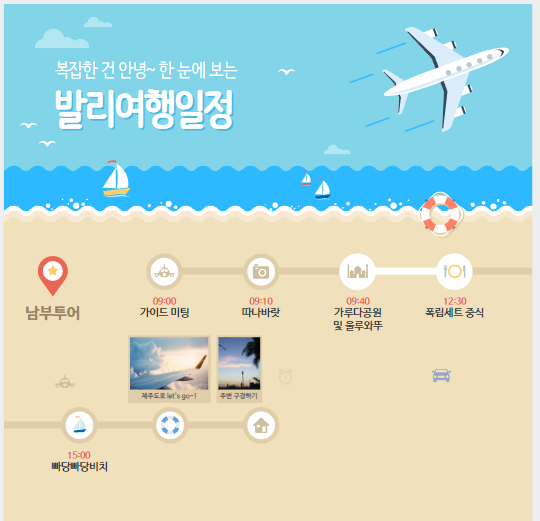 복잡한 건 안녕~ 한 눈에 보는
발리여행일정
남부투어
09:00
가이드 미팅
09:10
따나바랏
09:40
가루다공원
및 울루와뚜
12:30
폭립세트 중식
제주도로 let's go~!
주변 구경하기
15:00
빠당빠당비치